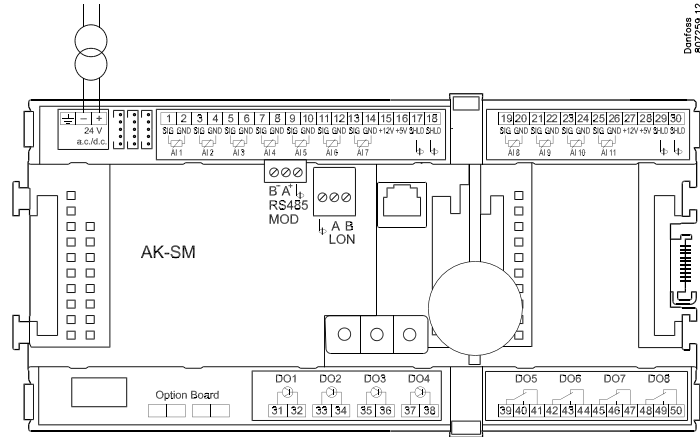 Danfoss
80Z259.12
– +
24 V
a.c./d.c.
1 2 3 4 5 6 7 8 9 10 11 12 13 14 15 16 17 18
SIG GND SIG GND SIG GND SIG GND SIG GND SIG GND SIG GND +12V +5V SHLD SHLD
AI 1 AI 2 AI 3 AI 4 AI 5 AI 6 AI 7
19 20 21 22 23 24 25 26 27 28 29 30
SIG GND SIG GND SIG GND SIG GND +12V +5V SHLD SHLD
AI 8 AI 9 AI 10 AI 11
B- A+
RS485
MOD
A B
LON
AK-SM
Option Board
DO1 DO2 DO3 DO4
31 32 33 34 35 36 37 38
DO5 DO6 DO7 DO8
39 40 41 42 43 44 45 46 47 48 49 50